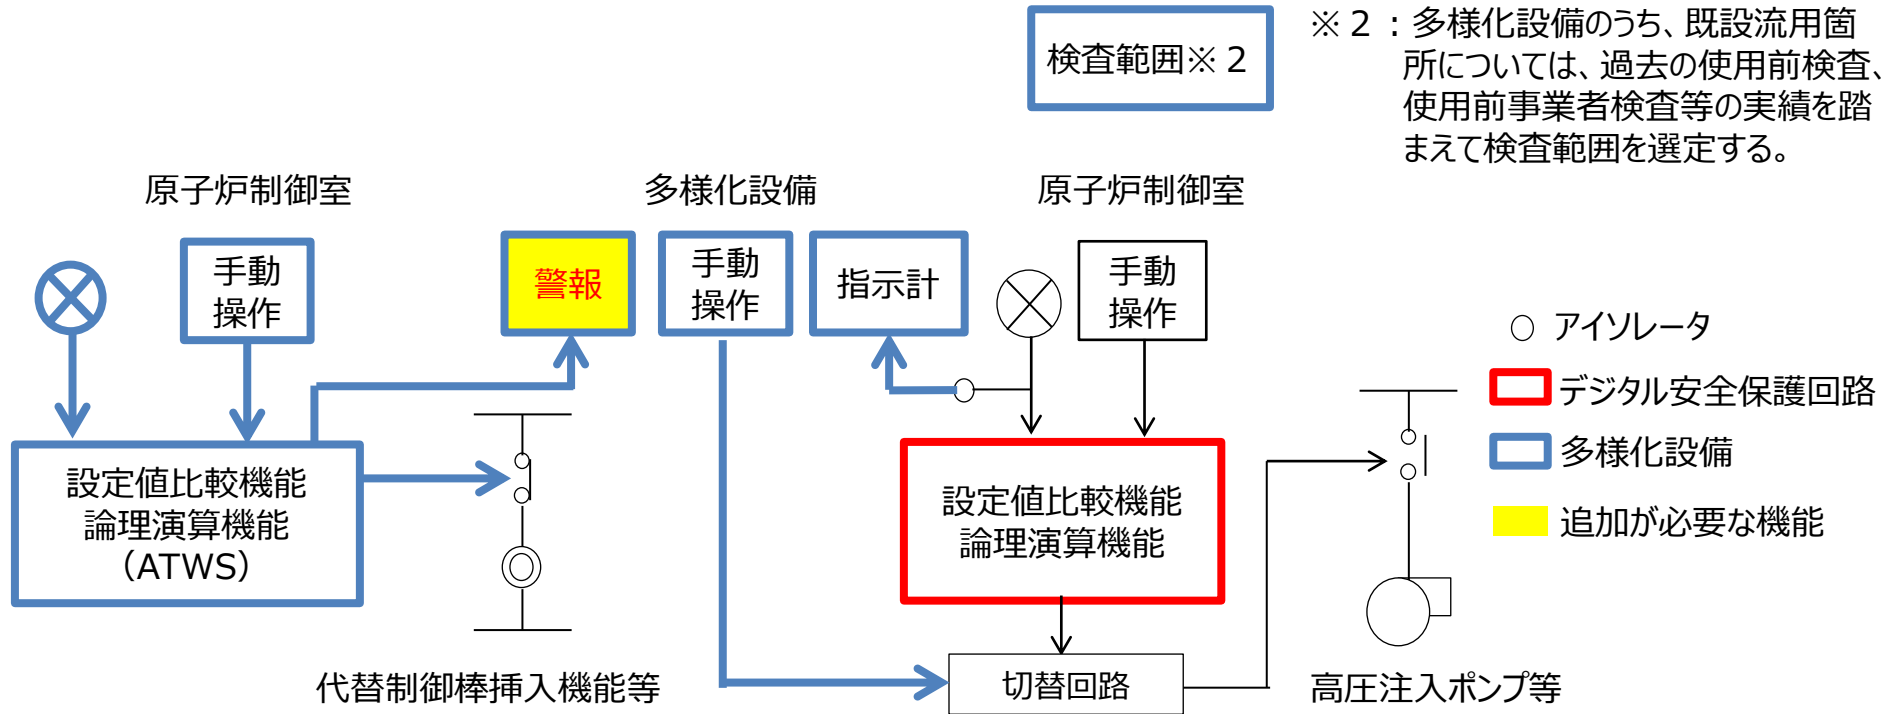 検査範囲※２
※２：多様化設備のうち、既設流用箇
所については、過去の使用前検査、
使用前事業者検査等の実績を踏
まえて検査範囲を選定する。
原子炉制御室
多様化設備
原子炉制御室
手動
操作
警報
手動
操作
指示計
手動
操作
アイソレータ
デジタル安全保護回路
多様化設備
追加が必要な機能
設定値比較機能
論理演算機能
（ATWS）
設定値比較機能
論理演算機能
代替制御棒挿入機能等
切替回路
高圧注入ポンプ等